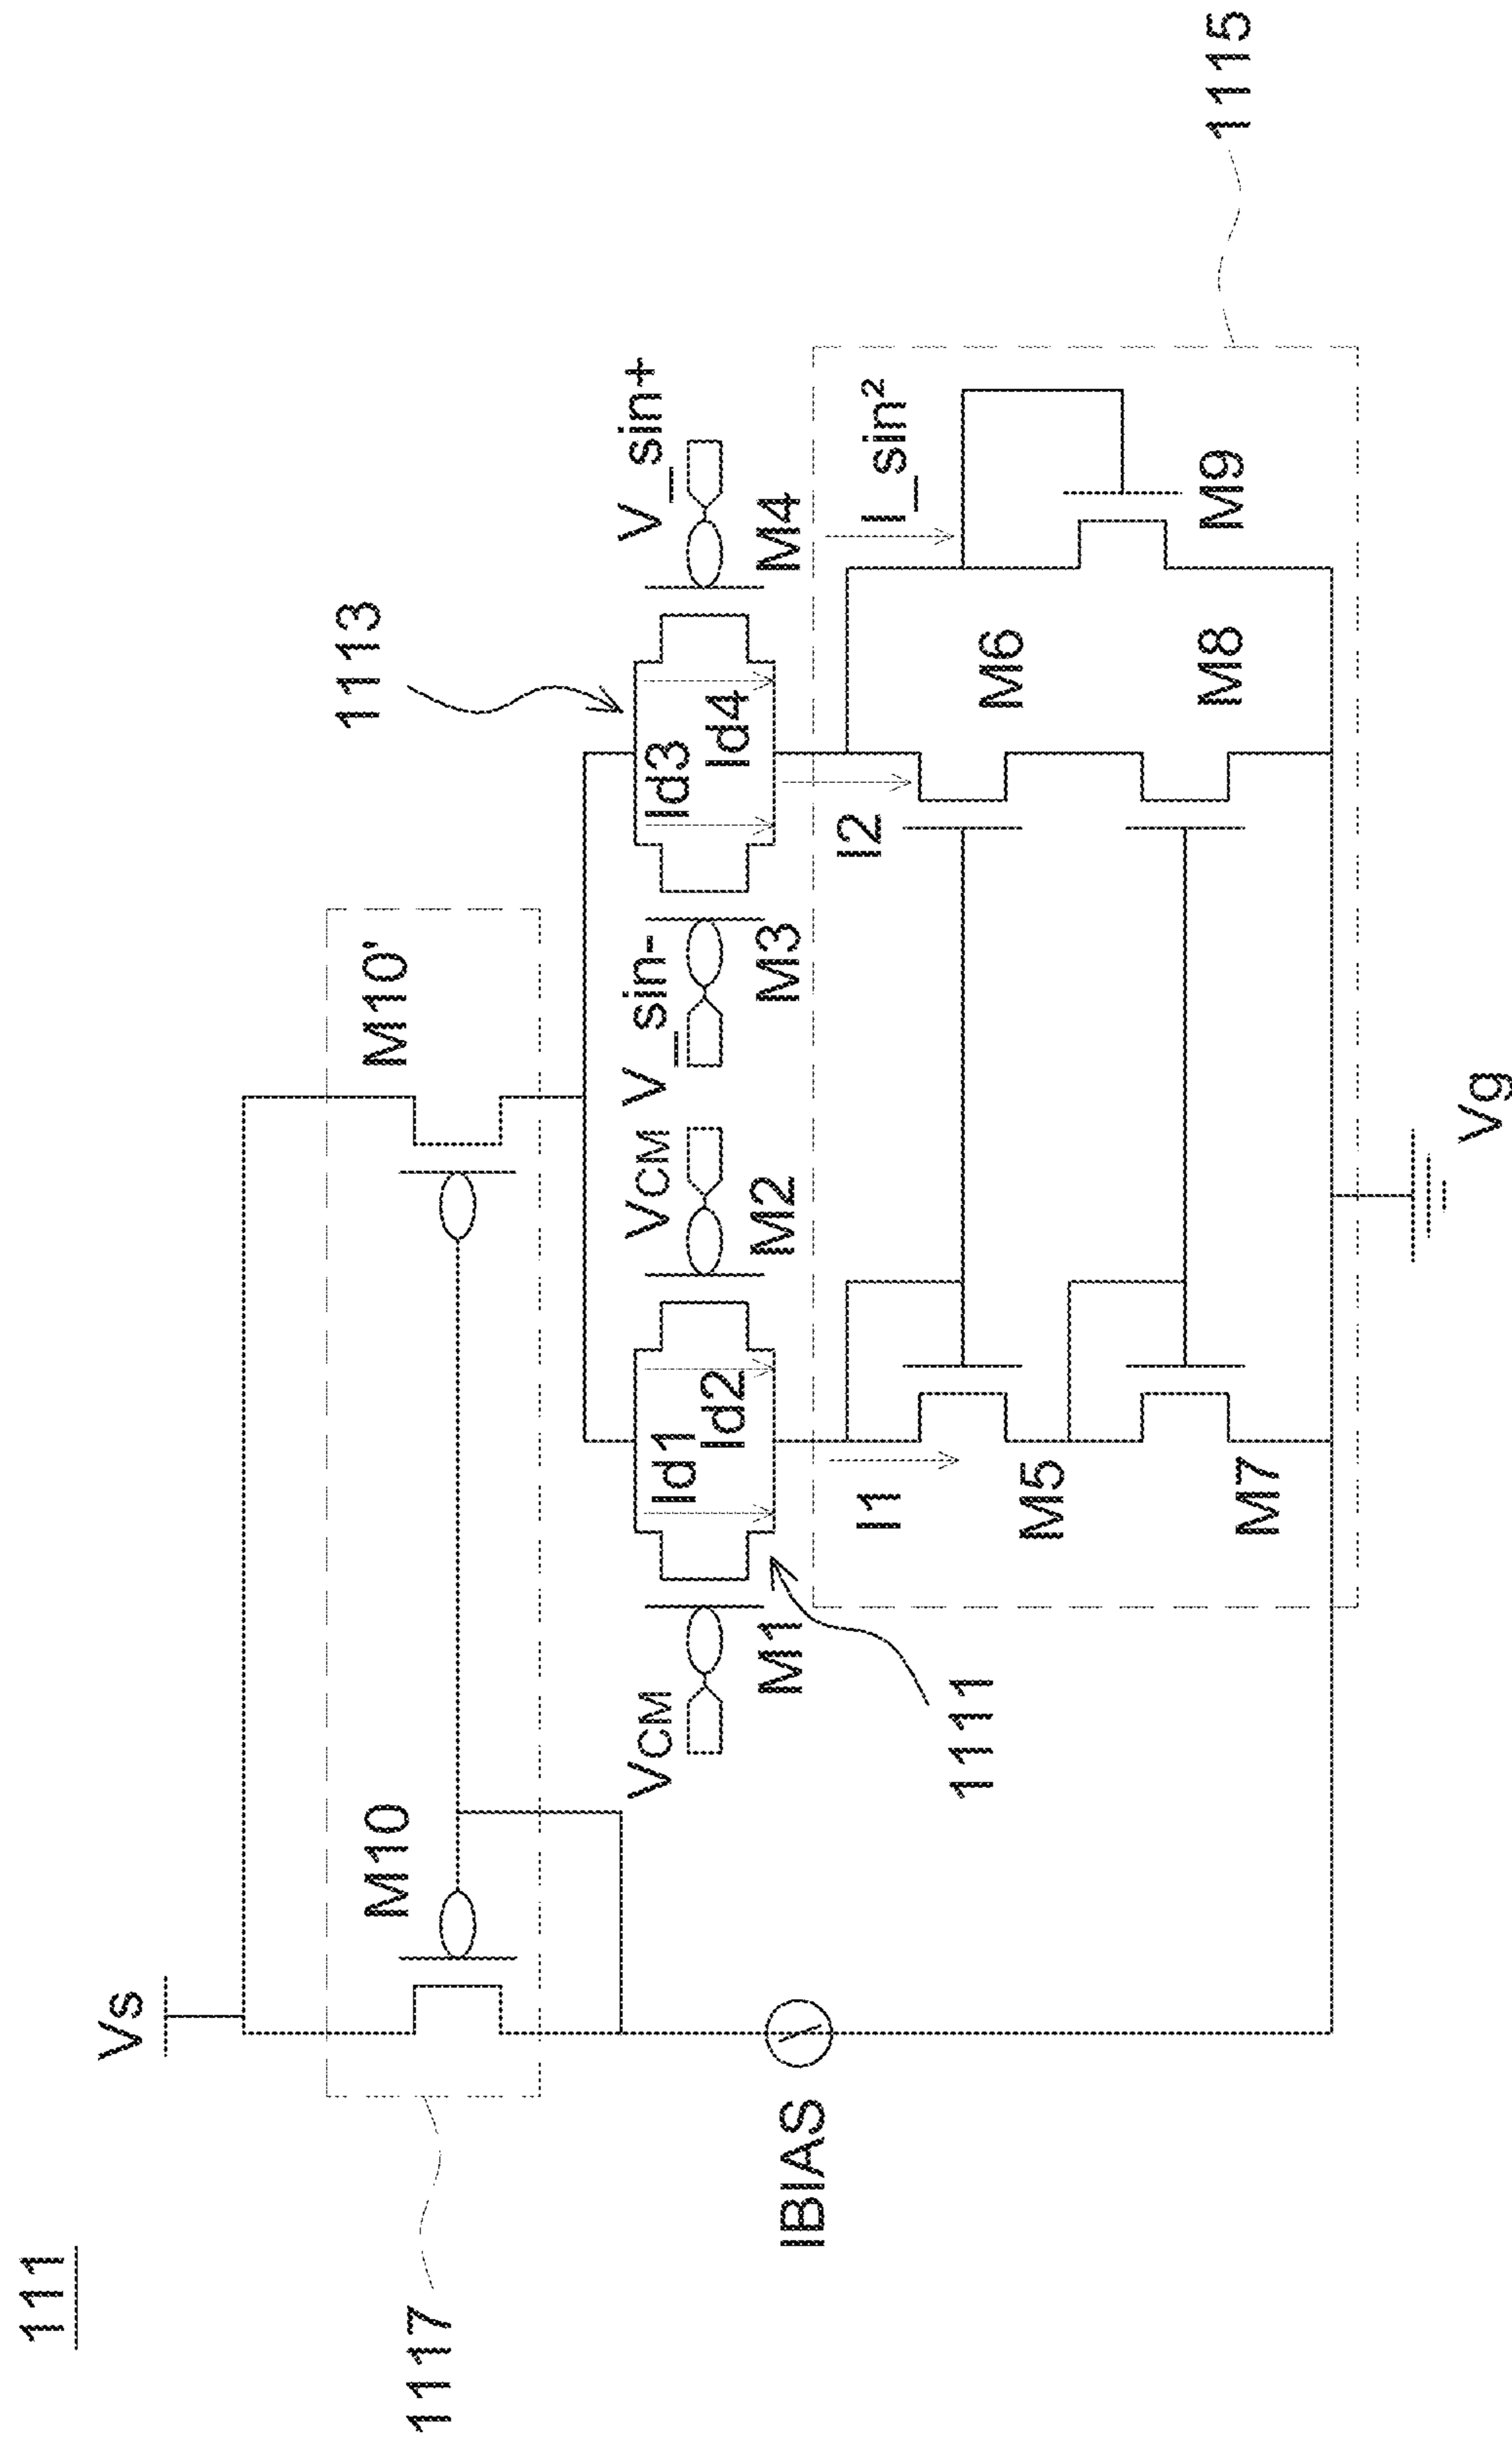 111
Vs
M10
M10'
1117
1113
VCM
VCM
V_sin-
V_sin+
Id1
Id2
Id3
Id4
M1
M2
M3
M4
IBIAS
1111
I1
I2
I_sin²
M5
M6
M7
M8
M9
1115
Vg